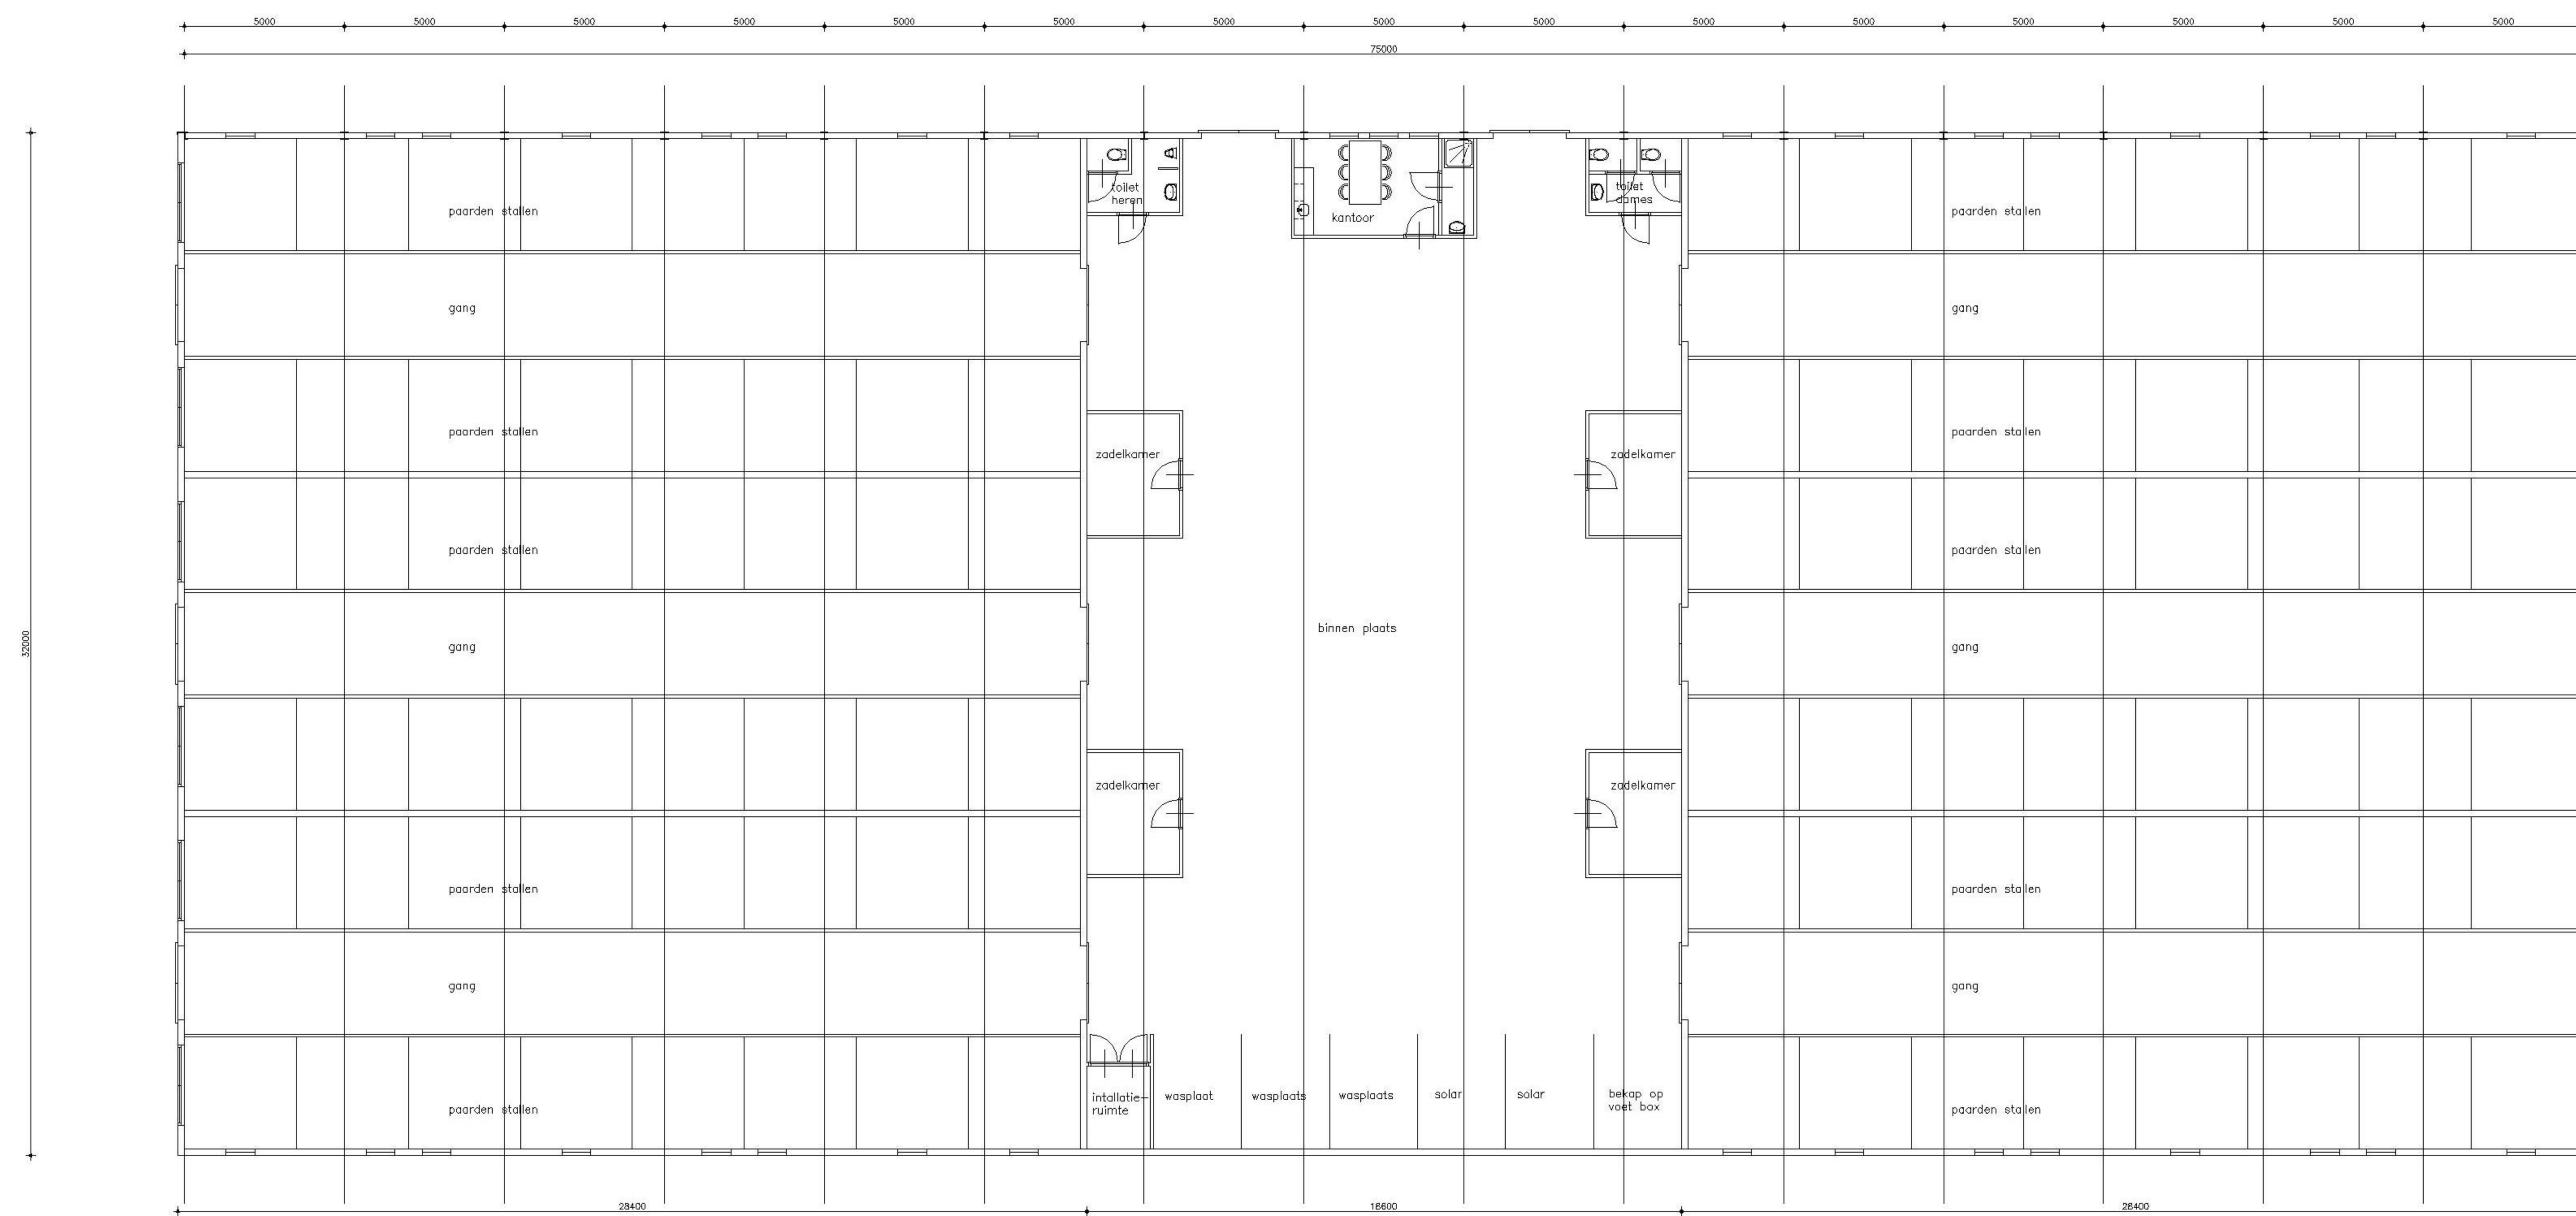 5000 5000 5000 5000 5000 5000 5000 5000 5000 5000 5000 5000 5000 5000 5000
75000
toilet
heren
toilet
dames
paarden stallen
kantoor
paarden stallen
gang
gang
paarden stallen
zadelkamer
zadelkamer
paarden stallen
paarden stallen
paarden stallen
32000
gang
binnen plaats
gang
zadelkamer
zadelkamer
paarden stallen
paarden stallen
gang
gang
paarden stallen
intallatie-
ruimte
wasplaat
wasplaats
wasplaats
solar
solar
bekap op
voet box
paarden stallen
28400
18600
28400